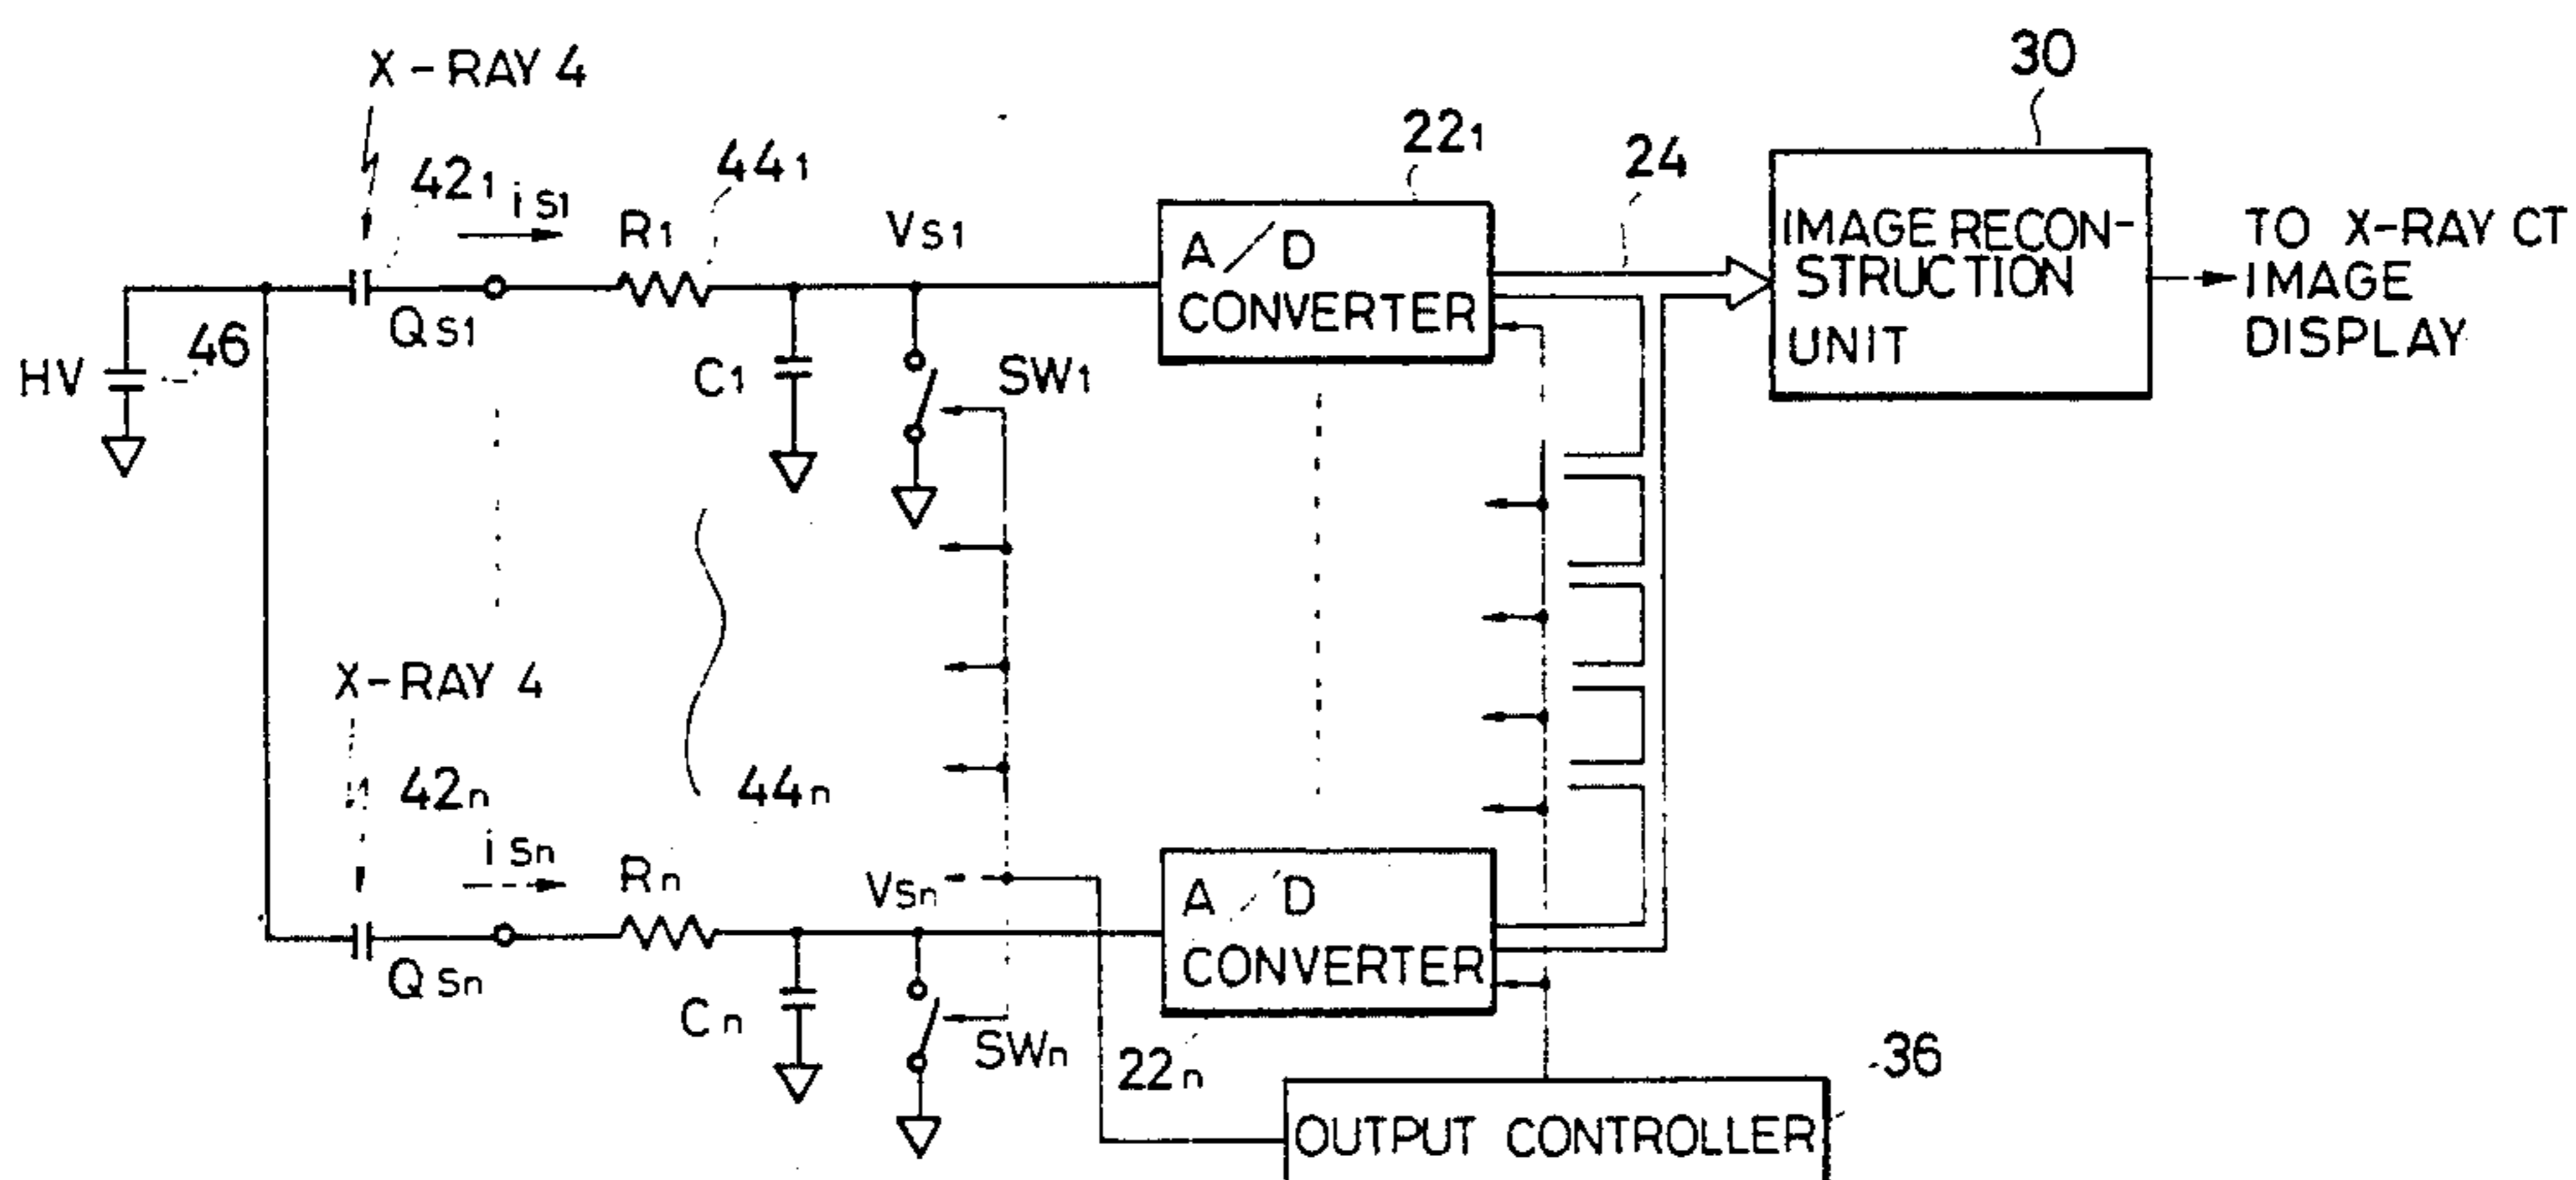 X-RAY 4
30
42₁
iS1
44₁
22₁
24
R1
VS1
A/D
CONVERTER
IMAGE RECON-
STRUCTION
UNIT
TO X-RAY CT
IMAGE
DISPLAY
QS1
46
HV
C1
SW1
X-RAY 4
42n
44n
iSn
Rn
VSn
A/D
CONVERTER
QSn
Cn
SWn
22n
36
OUTPUT CONTROLLER